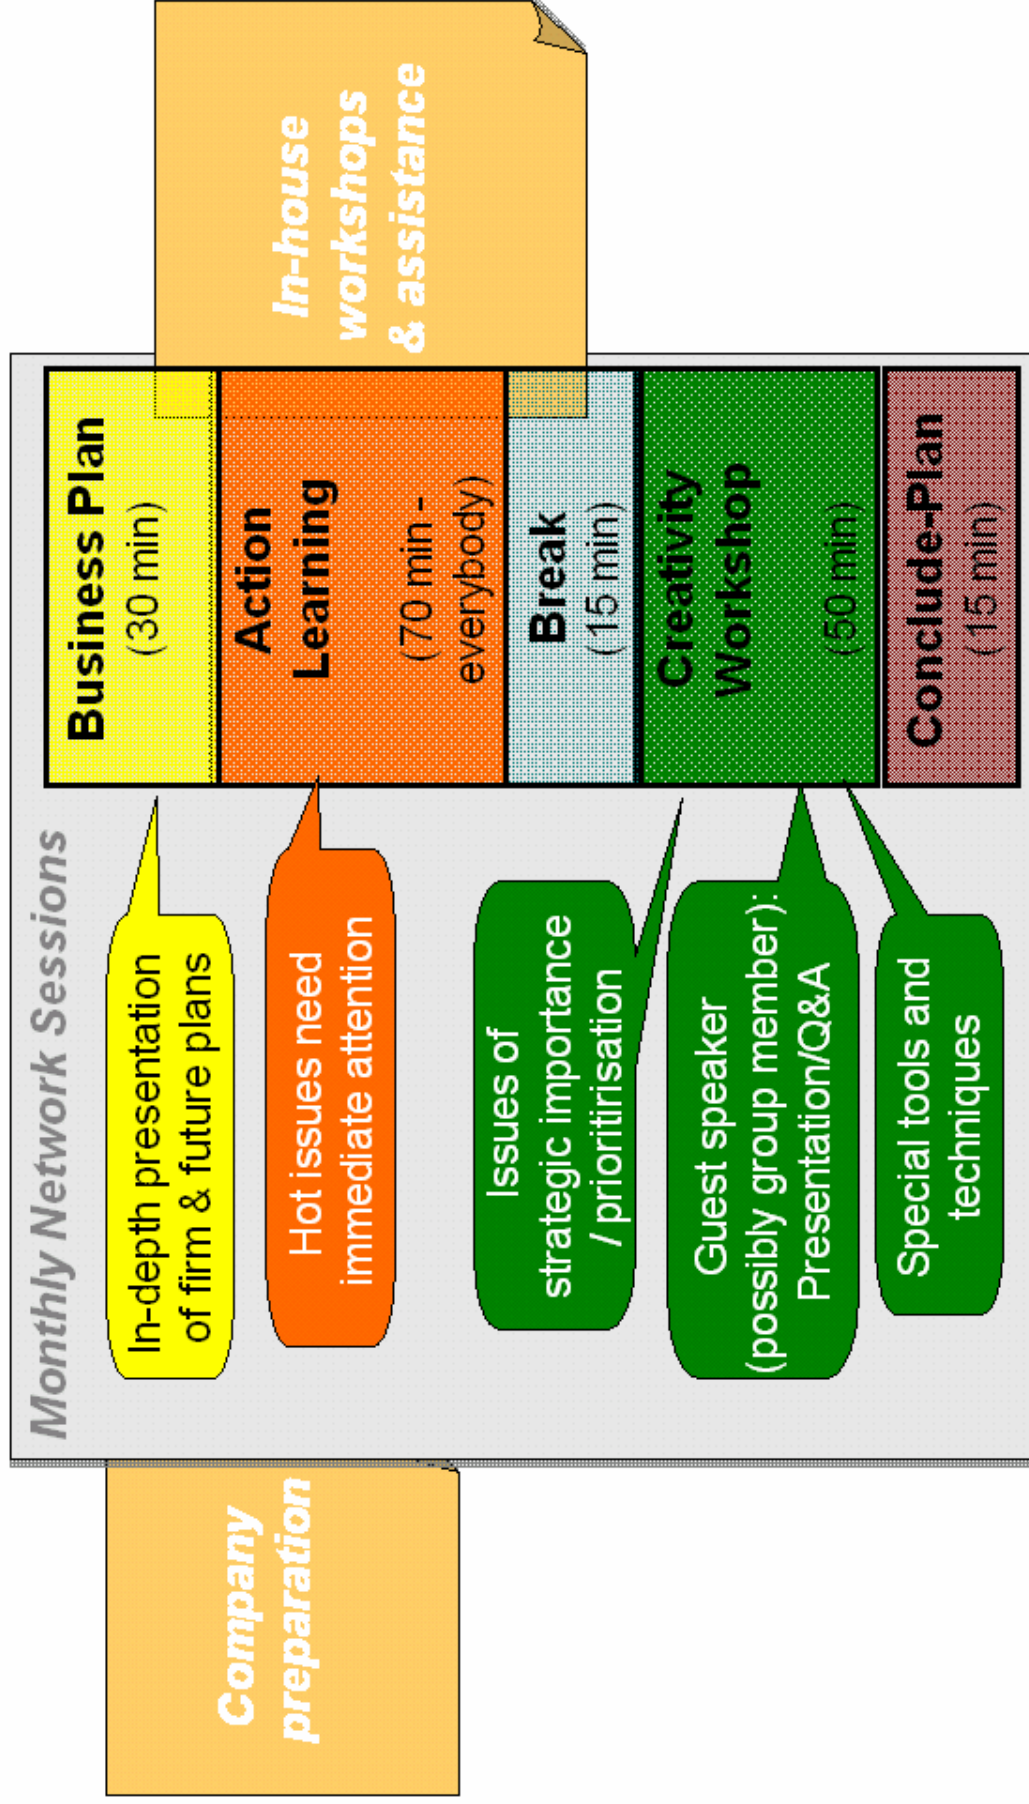 Monthly Network Sessions
Company
preparation
In-depth presentation
of firm & future plans
Hot issues need
immediate attention
Issues of
strategic importance
/ prioritirisation
Guest speaker
(possibly group member):
Presentation/Q&A
Special tools and
techniques
Business Plan
(30 min)
Action
Learning
(70 min -
everybody)
Break
(15 min)
Creativity
Workshop
(50 min)
Conclude-Plan
(15 min)
In-house
workshops
& assistance